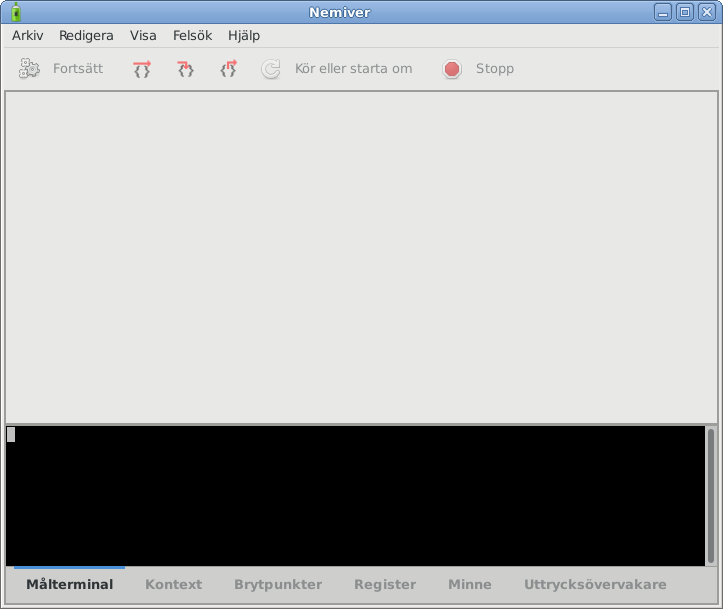 Nemiver
Arkiv Redigera Visa Felsök Hjälp
Fortsätt Kör eller starta om Stopp
Målterminal Kontext Brytpunkter Register Minne Uttrycksövervakare